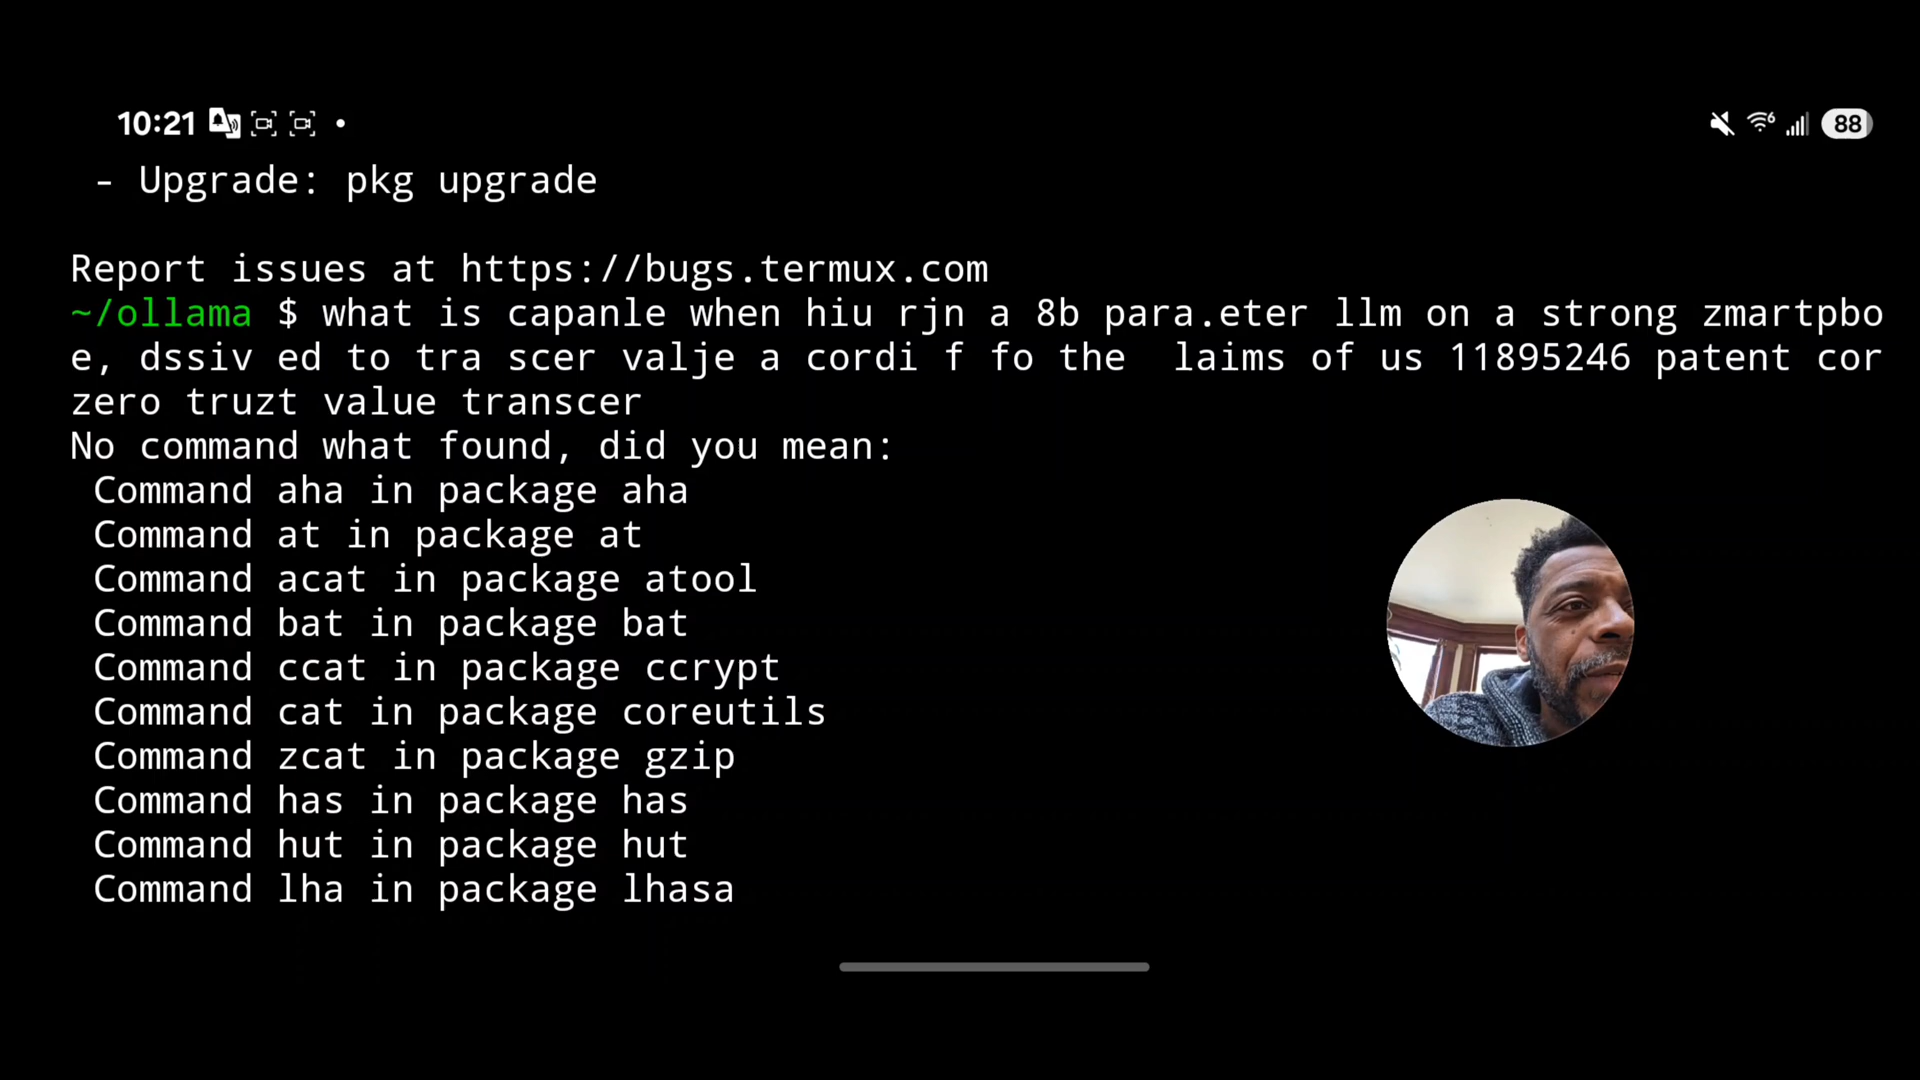 10:21 88
- Upgrade: pkg upgrade
Report issues at https://bugs.termux.com
~/ollama $ what is capanle when hiu rjn a 8b para.eter llm on a strong zmartpbo
e, dssiv ed to tra scer valje a cordi f fo the  laims of us 11895246 patent cor
zero truzt value transcer
No command what found, did you mean:
Command aha in package aha
Command at in package at
Command acat in package atool
Command bat in package bat
Command ccat in package ccrypt
Command cat in package coreutils
Command zcat in package gzip
Command has in package has
Command hut in package hut
Command lha in package lhasa